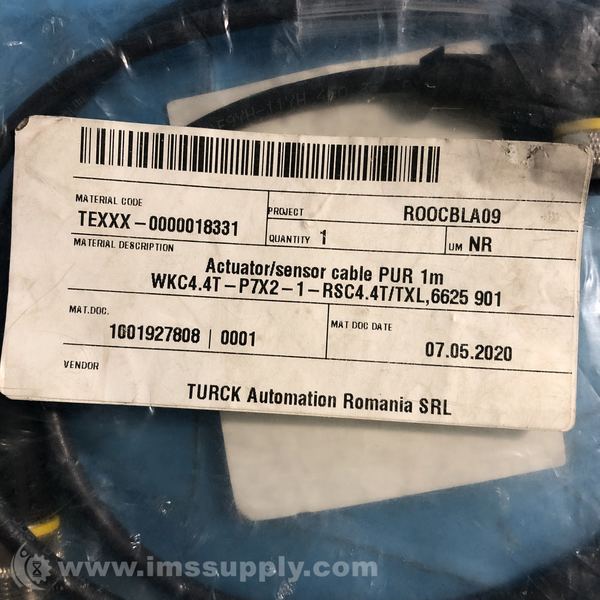 MATERIAL CODE
TEXXX-0000018331
PROJECT
ROOCBLA09
QUANTITY 1
UM NR
MATERIAL DESCRIPTION
Actuator/sensor cable PUR 1m
WKC4.4T-P7X2-1-RSC4.4T/TXL,6625 901
MAT.DOC.
1601927808 | 0001
MAT DOC DATE
07.05.2020
VENDOR
TURCK Automation Romania SRL
www.imssupply.com